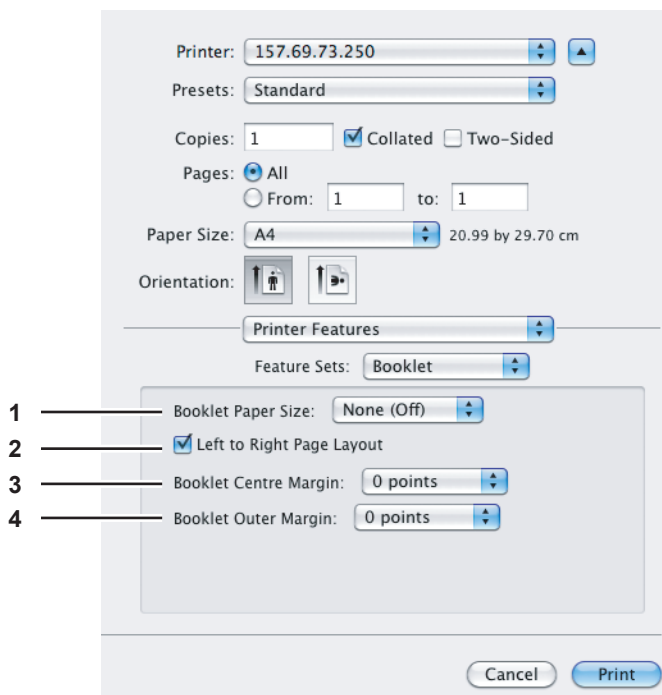 Printer: 157.69.73.250
Presets: Standard
Copies: 1 Collated Two-Sided
Pages: All
From: 1 to: 1
Paper Size: A4 20.99 by 29.70 cm
Orientation:
Printer Features
Feature Sets: Booklet
1 Booklet Paper Size: None (Off)
2 Left to Right Page Layout
3 Booklet Centre Margin: 0 points
4 Booklet Outer Margin: 0 points
Cancel Print